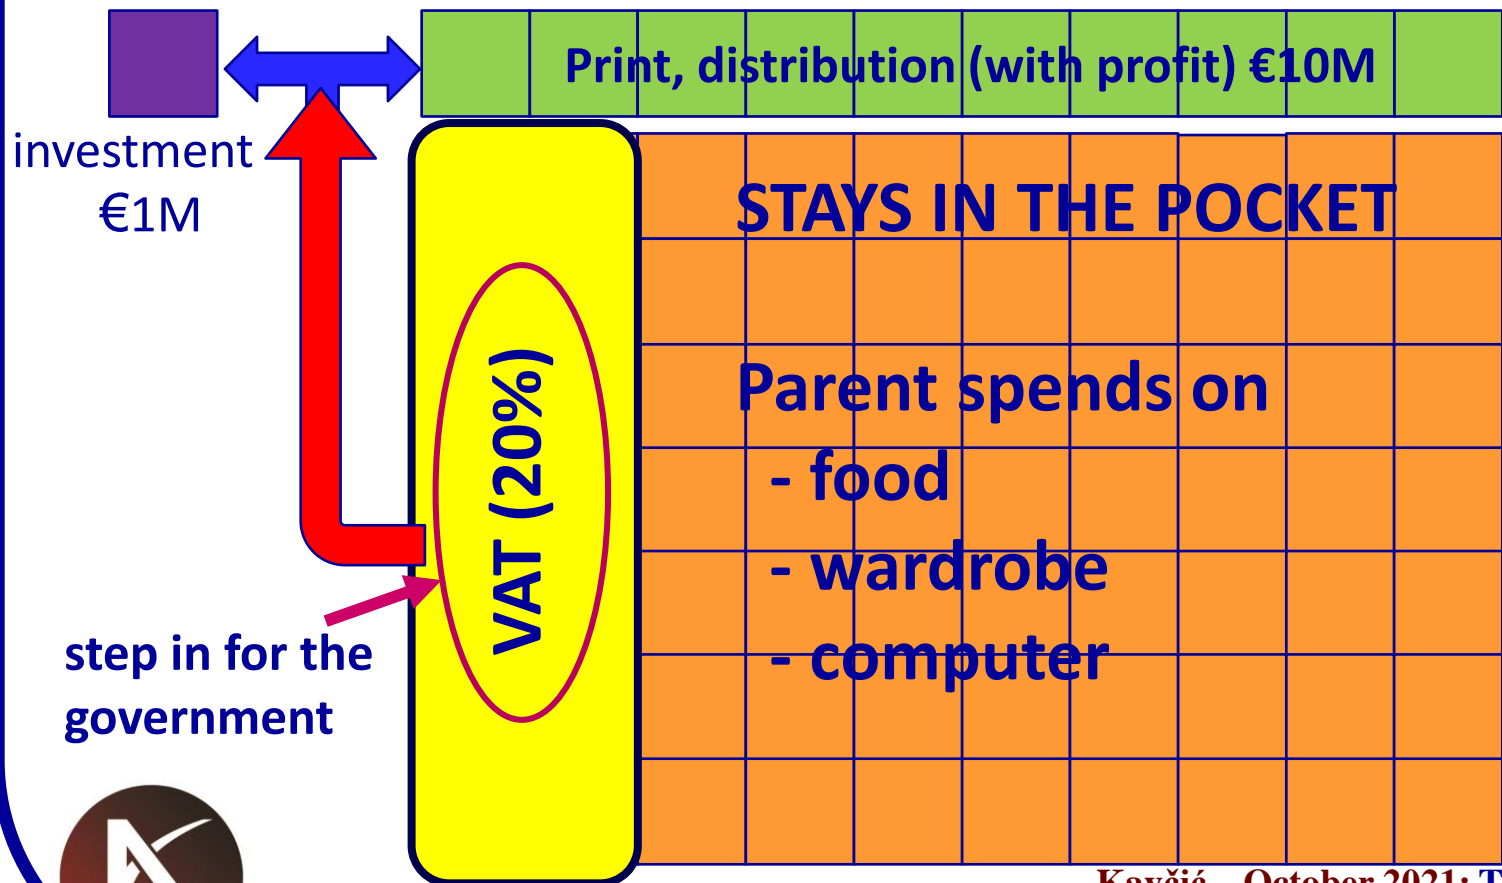 Print, distribution (with profit) €10M
investment
€1M
STAYS IN THE POCKET
Parent spends on
- food
- wardrobe
- computer
VAT (20%)
step in for the
government
Kavčić – October 2021: T